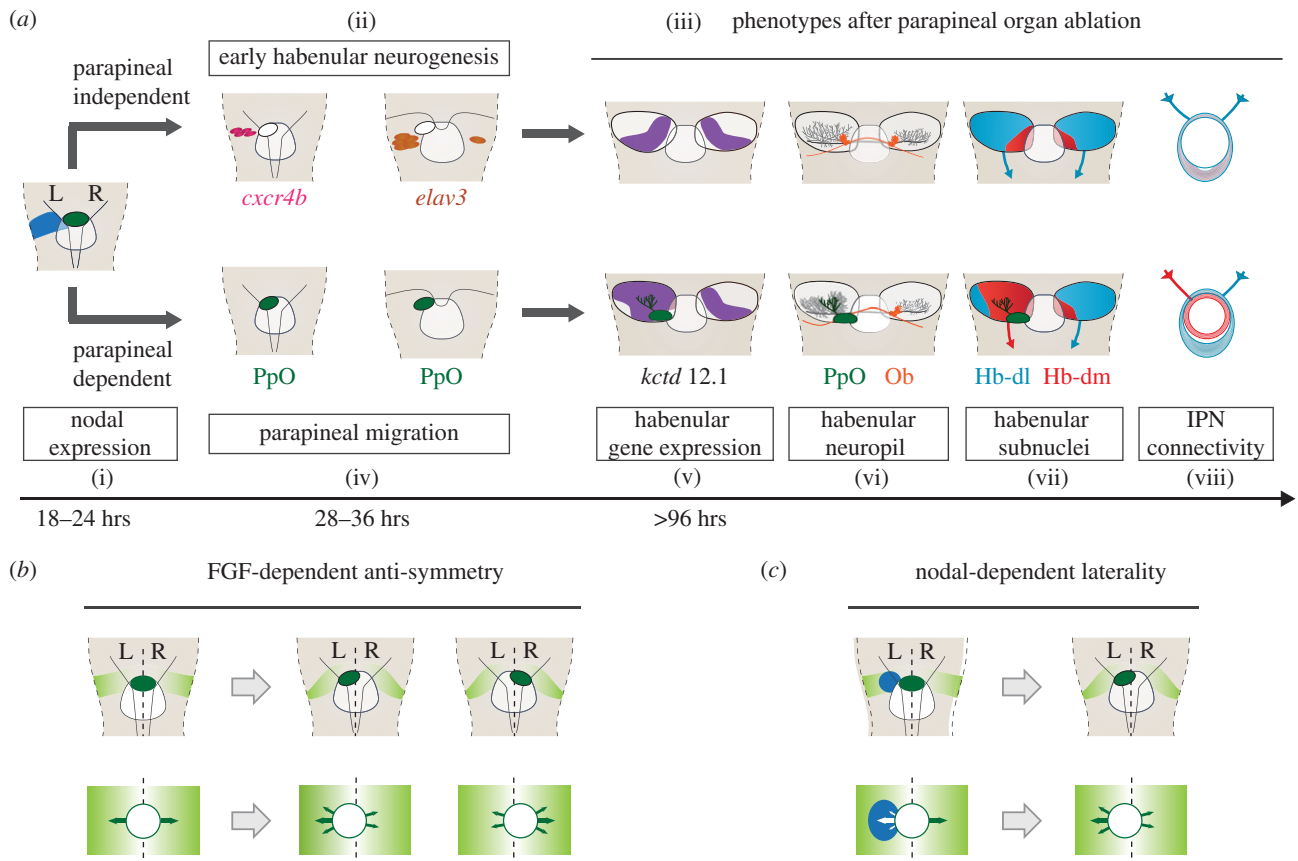 (a)
(ii)
(iii) phenotypes after parapineal organ ablation
early habenular neurogenesis
parapineal
independent
L R
cxcr4b
elav3
parapineal
dependent
PpO
PpO
kctd 12.1
PpO Ob
Hb-dl Hb-dm
nodal
expression
parapineal migration
habenular
gene expression
habenular
neuropil
habenular
subnuclei
IPN
connectivity
(i)
(iv)
(v)
(vi)
(vii)
(viii)
18–24 hrs
28–36 hrs
>96 hrs
(b)
FGF-dependent anti-symmetry
L R
L R
L R
(c)
nodal-dependent laterality
L R
L R